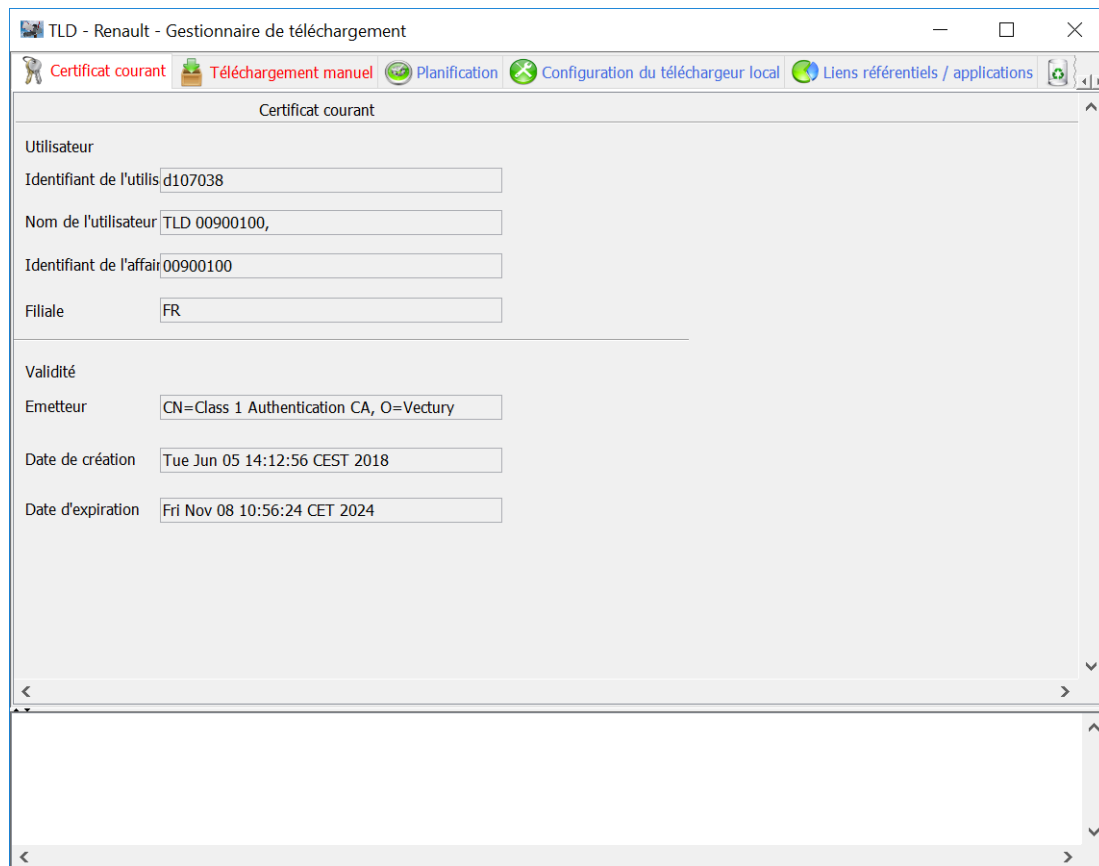 TLD - Renault - Gestionnaire de téléchargement
Certificat courant Téléchargement manuel Planification Configuration du téléchargeur local Liens référentiels / applications
Certificat courant
Utilisateur
Identifiant de l'utilis d107038
Nom de l'utilisateur TLD 00900100,
Identifiant de l'affair 00900100
Filiale FR
Validité
Emetteur CN=Class 1 Authentication CA, O=Vectury
Date de création Tue Jun 05 14:12:56 CEST 2018
Date d'expiration Fri Nov 08 10:56:24 CET 2024